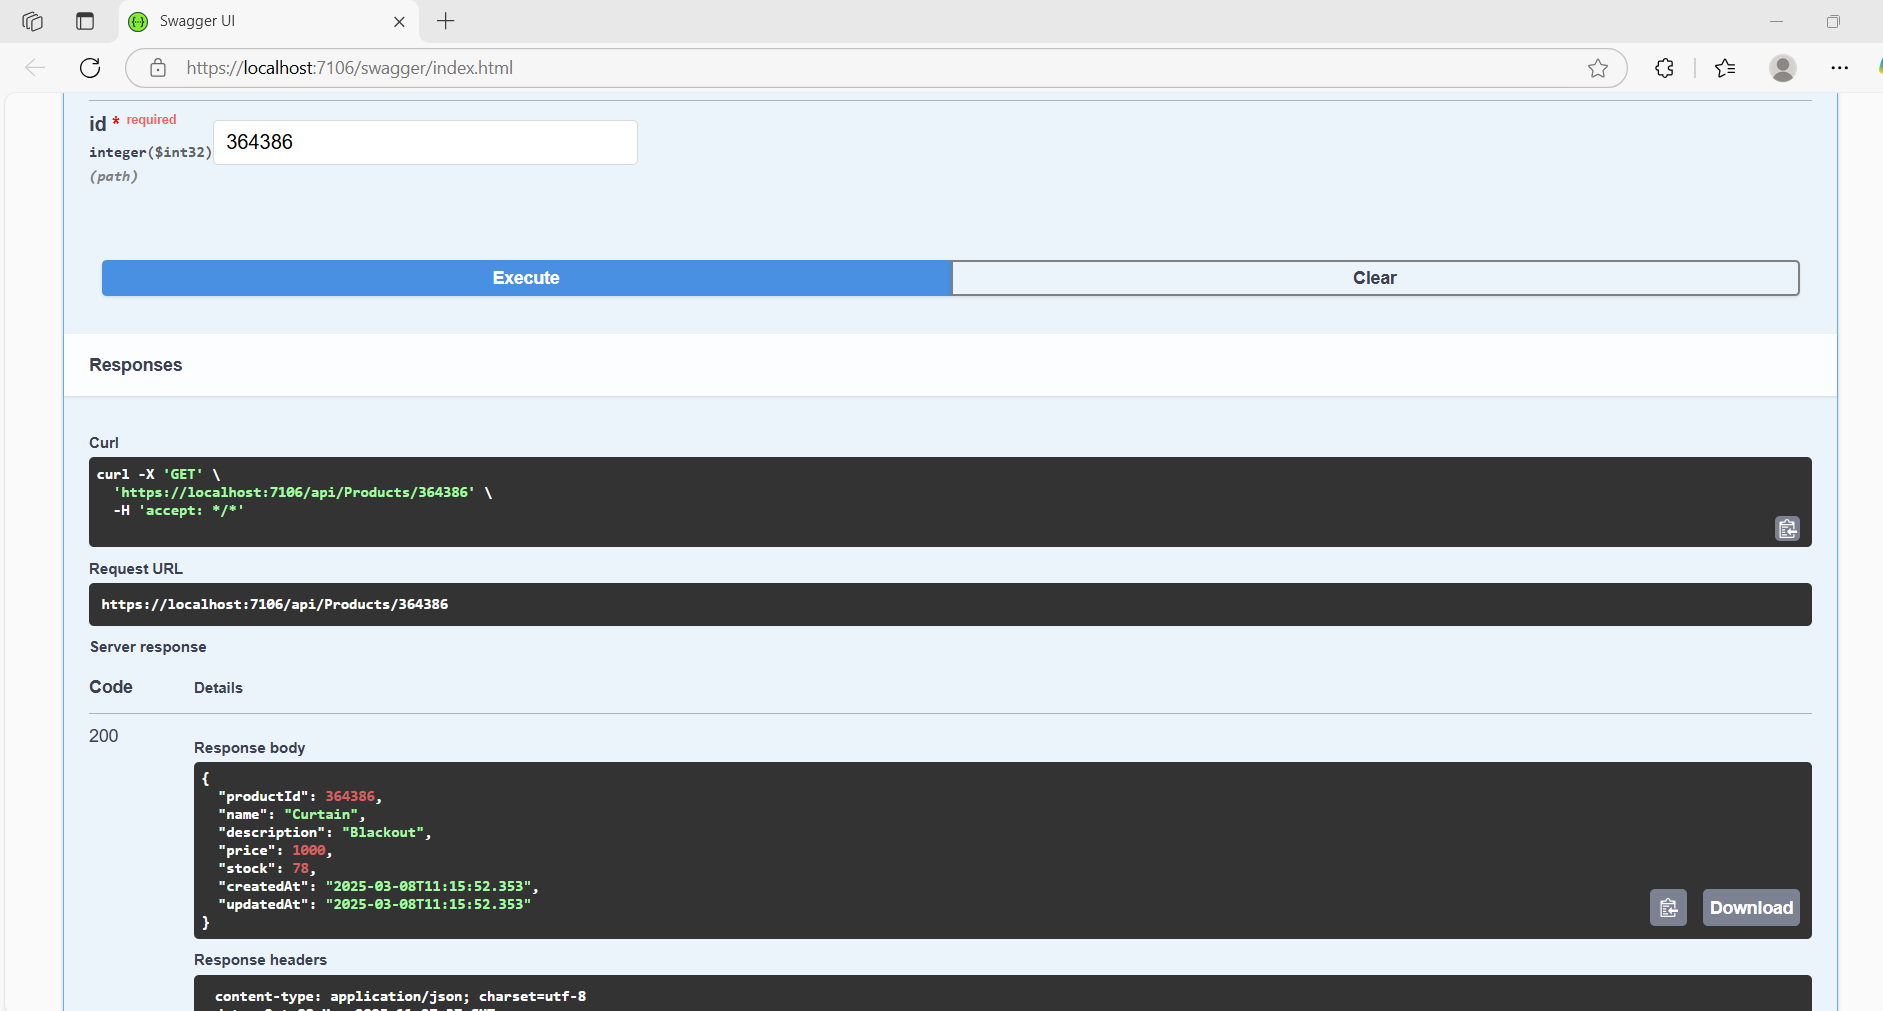 Swagger UI
https://localhost:7106/swagger/index.html
id * required
364386
integer($int32)
(path)
Execute
Clear
Responses
Curl
curl -X 'GET' \
'https://localhost:7106/api/Products/364386' \
-H 'accept: */*'
Request URL
https://localhost:7106/api/Products/364386
Server response
Code
Details
200
Response body
{
"productId": 364386,
"name": "Curtain",
"description": "Blackout",
"price": 1000,
"stock": 78,
"createdAt": "2025-03-08T11:15:52.353",
"updatedAt": "2025-03-08T11:15:52.353"
}
Download
Response headers
content-type: application/json; charset=utf-8